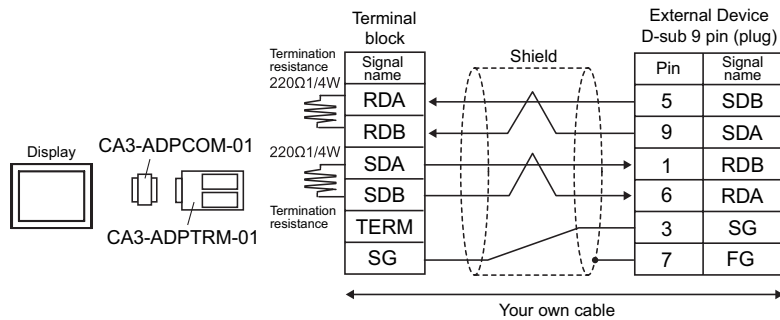 Terminal block
External Device
D-sub 9 pin (plug)
Termination resistance
220Ω1/4W
Signal name
Shield
Pin
Signal name
RDA
5
SDB
RDB
9
SDA
Display
CA3-ADPCOM-01
220Ω1/4W
SDA
1
RDB
SDB
6
RDA
Termination resistance
CA3-ADPTRM-01
TERM
3
SG
SG
7
FG
Your own cable